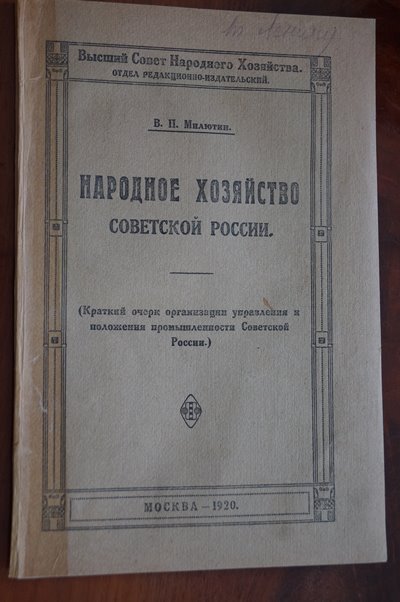 Высший Совет Народного Хозяйства.
ОТДЕЛ РЕДАКЦИОННО-ИЗДАТЕЛЬСКИЙ.
В. П. Милютин.
НАРОДНОЕ ХОЗЯЙСТВО
СОВЕТСКОЙ РОССИИ.
(Краткий очерк организации управления и
положения промышленности Советской
России.)
МОСКВА — 1920.